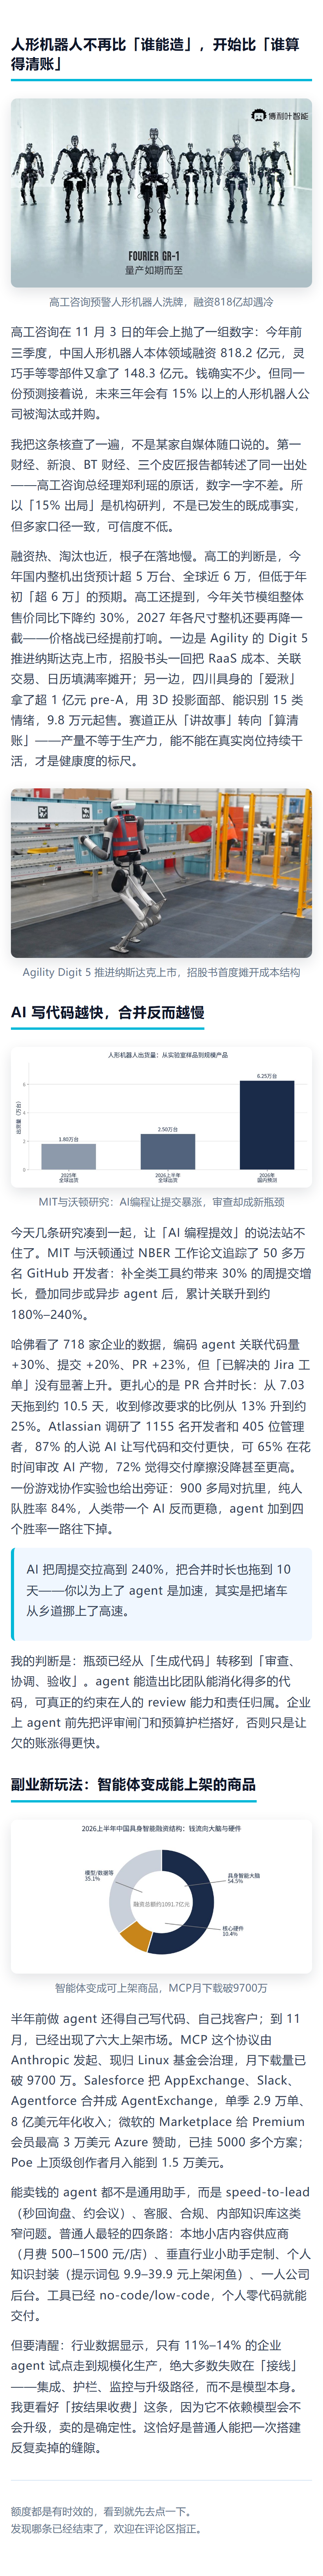 人形机器人不再比「谁能造」，开始比「谁算
得清账」
博利叶智能
FOURIER GR-1
量产如期而至
高工咨询预警人形机器人洗牌，融资818亿却遇冷
高工咨询在 11 月 3 日的年会上抛了一组数字：今年前
三季度，中国人形机器人本体领域融资 818.2 亿元，灵
巧手等零部件又拿了 148.3 亿元。钱确实不少。但同一
份预测接着说，未来三年会有 15% 以上的人形机器人公
司被淘汰或并购。
我把这条核查了一遍，不是某家自媒体随口说的。第一
财经、新浪、BT 财经、三个皮匠报告都转述了同一出处
——高工咨询总经理郑利瑶的原话，数字一字不差。所
以「15% 出局」是机构研判，不是已发生的既成事实，
但多家口径一致，可信度不低。
融资热、淘汰也近，根子在落地慢。高工的判断是，今
年国内整机出货预计超 5 万台、全球近 6 万，但低于年
初「超 6 万」的预期。高工还提到，今年关节模组整体
售价同比下降约 30%，2027 年各尺寸整机还要再降一
截——价格战已经提前打响。一边是 Agility 的 Digit 5
推进纳斯达克上市，招股书头一回把 RaaS 成本、关联
交易、日历填满率摊开；另一边，四川具身的「爱湫」
拿了超 1 亿元 pre-A，用 3D 投影面部、能识别 15 类
情绪，9.8 万元起售。赛道正从「讲故事」转向「算清
账」——产量不等于生产力，能不能在真实岗位持续干
活，才是健康度的标尺。
Agility Digit 5 推进纳斯达克上市，招股书首度摊开成本结构
AI 写代码越快，合并反而越慢
人形机器人出货量：从实验室样品到规模产品
出货量（万台）
6
4
2
0
1.80万台
2.50万台
6.25万台
2025年
全球出货
2026上半年
全球出货
2026年
国内预测
MIT与沃顿研究：AI编程让提交暴涨，审查却成新瓶颈
今天几条研究凑到一起，让「AI 编程提效」的说法站不
住了。MIT 与沃顿通过 NBER 工作论文追踪了 50 多万
名 GitHub 开发者：补全类工具约带来 30% 的周提交增
长，叠加同步或异步 agent 后，累计关联升到约
180%–240%。
哈佛看了 718 家企业的数据，编码 agent 关联代码量
+30%、提交 +20%、PR +23%，但「已解决的 Jira 工
单」没有显著上升。更扎心的是 PR 合并时长：从 7.03
天拖到约 10.5 天，收到修改要求的比例从 13% 升到约
25%。Atlassian 调研了 1155 名开发者和 405 位管理
者，87% 的人说 AI 让写代码和交付更快，可 65% 在花
时间审改 AI 产物，72% 觉得交付摩擦没降甚至更高。
一份游戏协作实验也给出旁证：900 多局对抗里，纯人
队胜率 84%，人类带一个 AI 反而更稳，agent 加到四
个胜率一路往下掉。
AI 把周提交拉高到 240%，把合并时长也拖到 10
天——你以为上了 agent 是加速，其实是把堵车
从乡道挪上了高速。
我的判断是：瓶颈已经从「生成代码」转移到「审查、
协调、验收」。agent 能造出比团队能消化得多的代
码，可真正的约束在人的 review 能力和责任归属。企业
上 agent 前先把评审闸门和预算护栏搭好，否则只是让
欠的账涨得更快。
副业新玩法：智能体变成能上架的商品
2026上半年中国具身智能融资结构：钱流向大脑与硬件
模型/数据等
35.1%
具身智能大脑
54.5%
融资总额约1091.7亿元
核心硬件
10.4%
智能体变成可上架商品，MCP月下载破9700万
半年前做 agent 还得自己写代码、自己找客户；到 11
月，已经出现了六大上架市场。MCP 这个协议由
Anthropic 发起、现归 Linux 基金会治理，月下载量已
破 9700 万。Salesforce 把 AppExchange、Slack、
Agentforce 合并成 AgentExchange，单季 2.9 万单、
8 亿美元年化收入；微软的 Marketplace 给 Premium
会员最高 3 万美元 Azure 赞助，已挂 5000 多个方案；
Poe 上顶级创作者月入能到 1.5 万美元。
能卖钱的 agent 都不是通用助手，而是 speed-to-lead
（秒回询盘、约会议）、客服、合规、内部知识库这类
窄问题。普通人最轻的四条路：本地小店内容供应商
（月费 500–1500 元/店）、垂直行业小助手定制、个人
知识封装（提示词包 9.9–39.9 元上架闲鱼）、一人公司
后台。工具已经 no-code/low-code，个人零代码就能
交付。
但要清醒：行业数据显示，只有 11%–14% 的企业
agent 试点走到规模化生产，绝大多数失败在「接线」
——集成、护栏、监控与升级路径，而不是模型本身。
我更看好「按结果收费」这条，因为它不依赖模型会不
会升级，卖的是确定性。这恰好是普通人能把一次搭建
反复卖掉的缝隙。
额度都是有时效的，看到就先去点一下。
发现哪条已经结束了，欢迎在评论区指正。